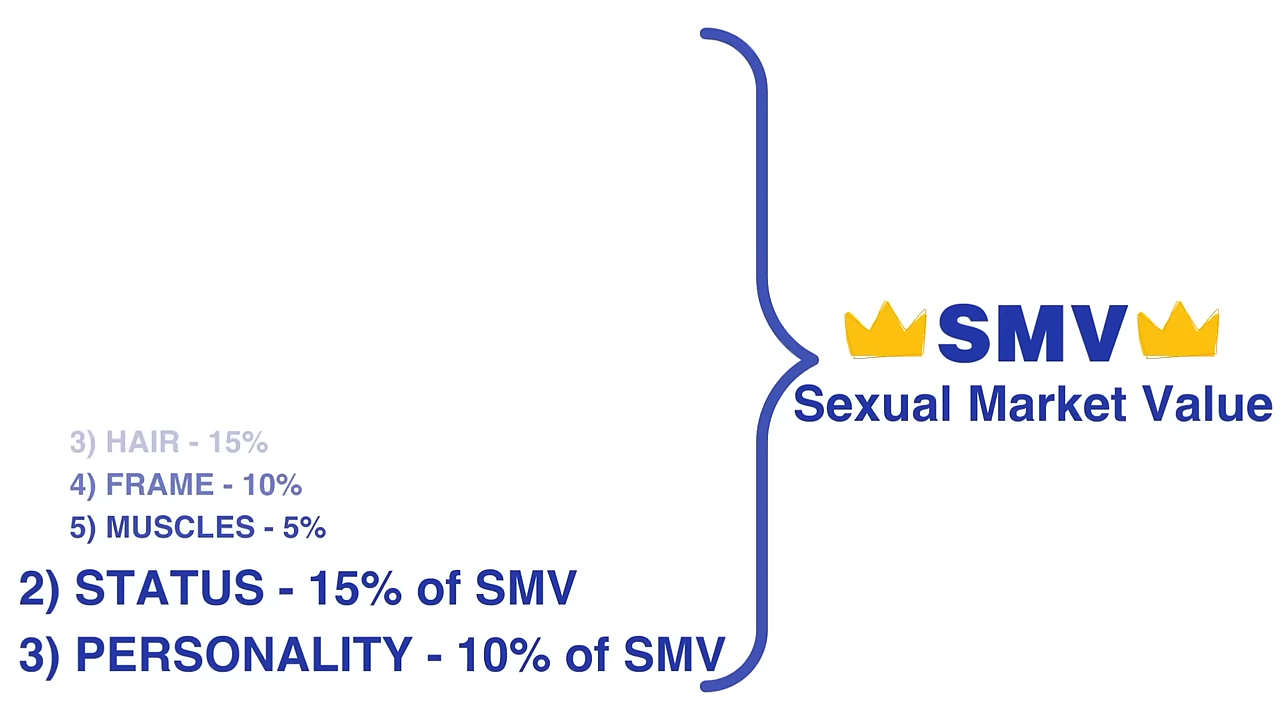 3) HAIR - 15%
4) FRAME - 10%
5) MUSCLES - 5%
2) STATUS - 15% of SMV
3) PERSONALITY - 10% of SMV
SMV
Sexual Market Value